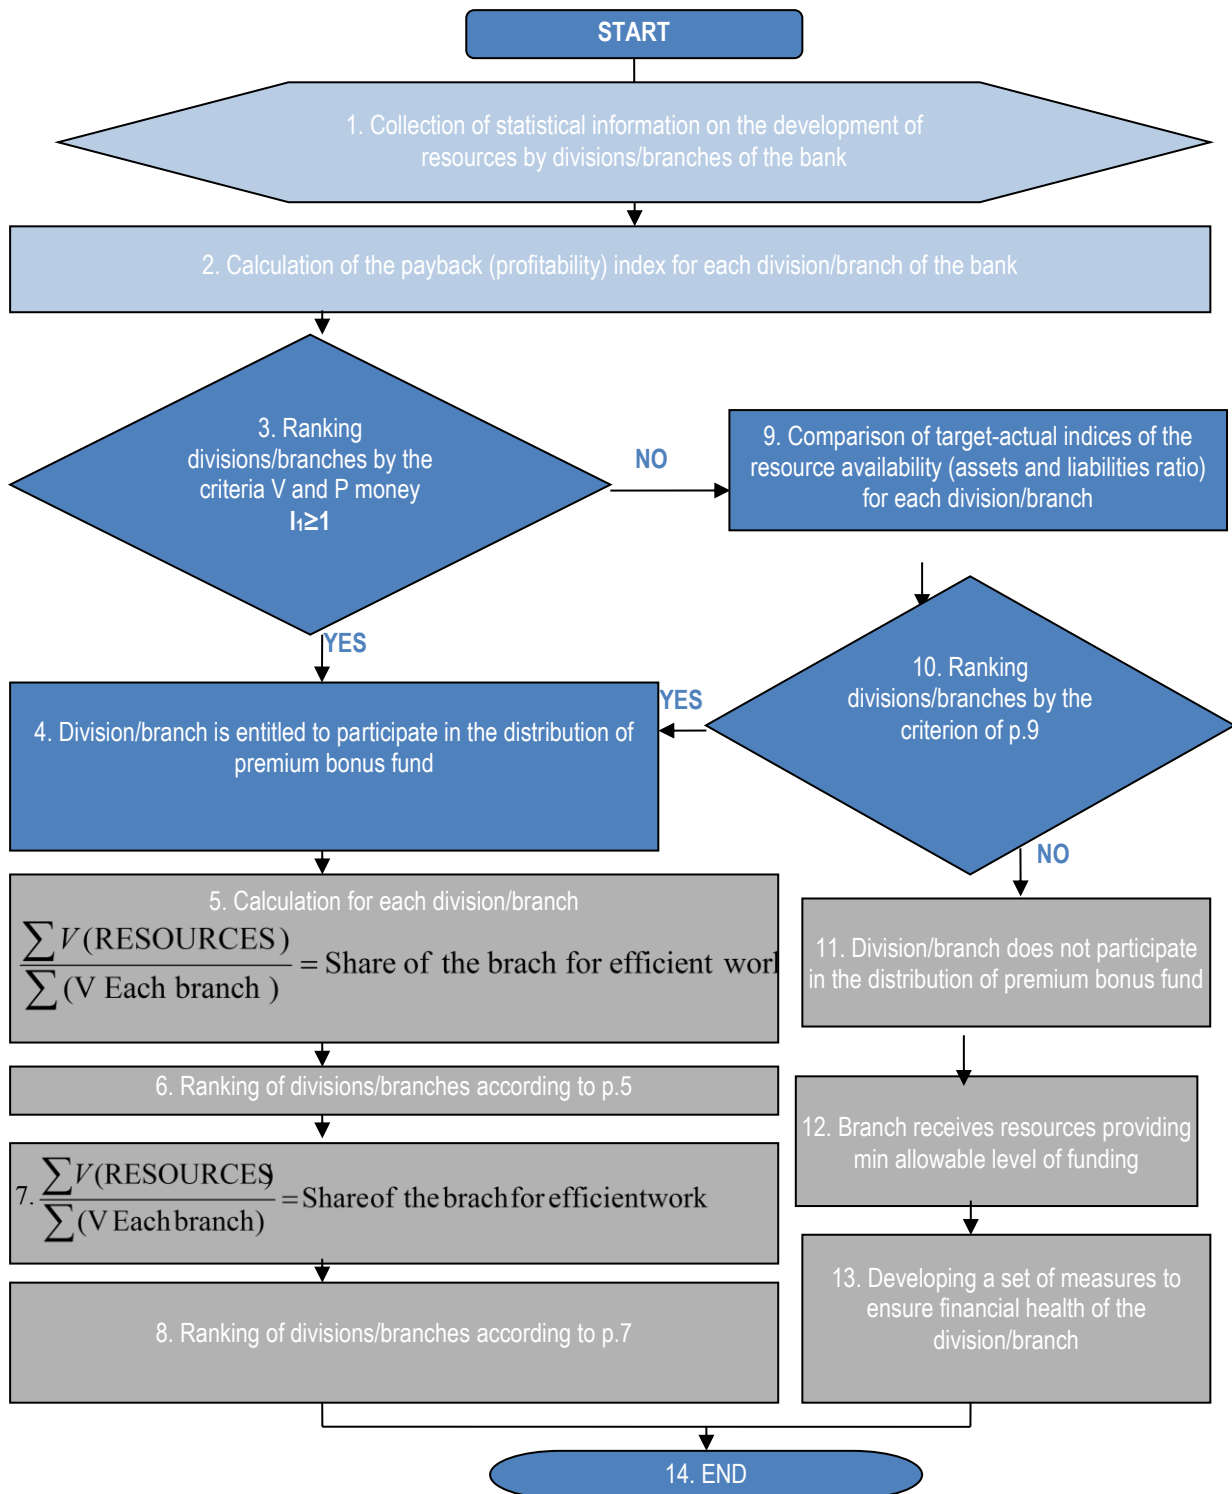 START
1. Collection of statistical information on the development of
resources by divisions/branches of the bank
2. Calculation of the payback (profitability) index for each division/branch of the bank
3. Ranking
divisions/branches by the
criteria V and P money
I₁≥1
NO
9. Comparison of target-actual indices of the
resource availability (assets and liabilities ratio)
for each division/branch
YES
10. Ranking
divisions/branches by the
criterion of p.9
YES
4. Division/branch is entitled to participate in the distribution of
premium bonus fund
NO
5. Calculation for each division/branch
∑V(RESOURCES)
∑(V Each branch )
= Share of the brach for efficient worl
11. Division/branch does not participate
in the distribution of premium bonus fund
6. Ranking of divisions/branches according to p.5
12. Branch receives resources providing
min allowable level of funding
7.
∑V(RESOURCES)
∑(V Each branch)
= Share of the brach for efficient work
13. Developing a set of measures to
ensure financial health of the
division/branch
8. Ranking of divisions/branches according to p.7
14. END